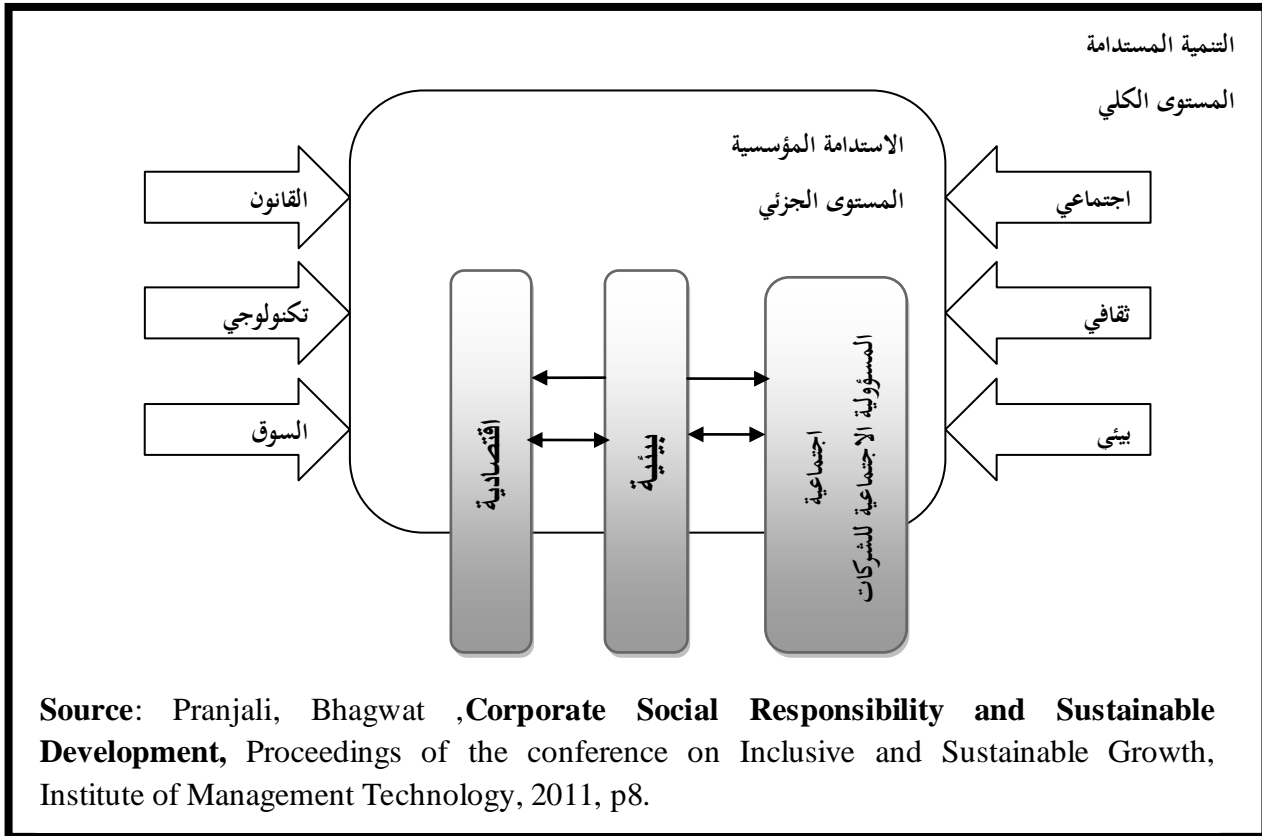 التنمية المستدامة
المستوى الكلي
الاستدامة المؤسسية
المستوى الجزئي
اجتماعي
ثقافي
بيئي
القانون
تكنولوجي
السوق
المسؤولية الاجتماعية للشركات
اجتماعية
بيئية
اقتصادية
Source: Pranjali, Bhagwat ,Corporate Social Responsibility and Sustainable
Development, Proceedings of the conference on Inclusive and Sustainable Growth,
Institute of Management Technology, 2011, p8.